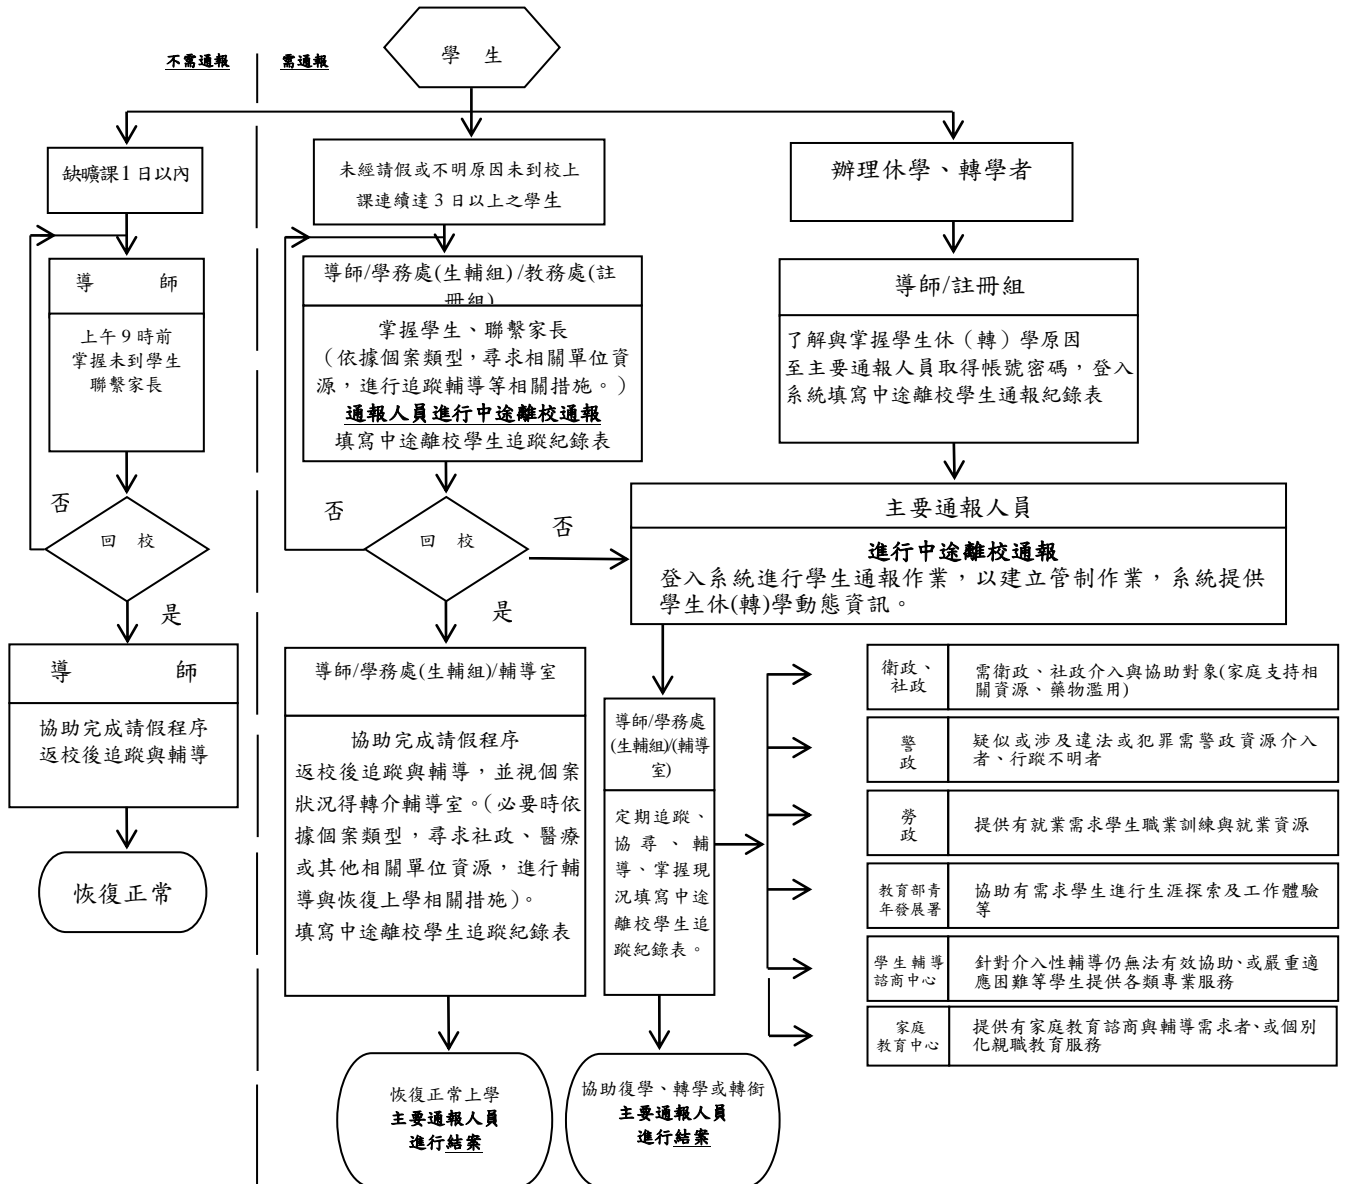 學 生
不需通報
需通報
缺曠課1日以內
導 師
上午9時前
掌握未到學生
聯繫家長
否
回 校
是
導 師
協助完成請假程序
返校後追蹤與輔導
恢復正常
未經請假或不明原因未到校上
課連續達3日以上之學生
導師/學務處(生輔組)/教務處(註
冊組)
掌握學生、聯繫家長
(依據個案類型,尋求相關單位資
源,進行追蹤輔導等相關措施。)
通報人員進行中途離校通報
填寫中途離校學生追蹤紀錄表
否
回 校
否
是
導師/學務處(生輔組)/輔導室
協助完成請假程序
返校後追蹤與輔導,並視個案
狀況得轉介輔導室。(必要時依
據個案類型,尋求社政、醫療
或其他相關單位資源,進行輔
導與恢復上學相關措施)。
填寫中途離校學生追蹤紀錄表
恢復正常上學
主要通報人員
進行結案
辦理休學、轉學者
導師/註冊組
了解與掌握學生休(轉)學原因
至主要通報人員取得帳號密碼,登入
系統填寫中途離校學生通報紀錄表
主要通報人員
進行中途離校通報
登入系統進行學生通報作業,以建立管制作業,系統提供
學生休(轉)學動態資訊。
導師/學務處
(生輔組)/(輔導
室)
定期追蹤、
協尋、輔
導、掌握現
況填寫中途
離校學生追
蹤紀錄表。
協助復學、轉學或轉銜
主要通報人員
進行結案
衛政、
社政
需衛政、社政介入與協助對象(家庭支持相
關資源、藥物濫用)
警
政
疑似或涉及違法或犯罪需警政資源介入
者、行蹤不明者
勞
政
提供有就業需求學生職業訓練與就業資源
教育部青
年發展署
協助有需求學生進行生涯探索及工作體驗
等
學生輔導
諮商中心
針對介入性輔導仍無法有效協助、或嚴重適
應困難等學生提供各類專業服務
家庭
教育中心
提供有家庭教育諮商與輔導需求者、或個別
化親職教育服務